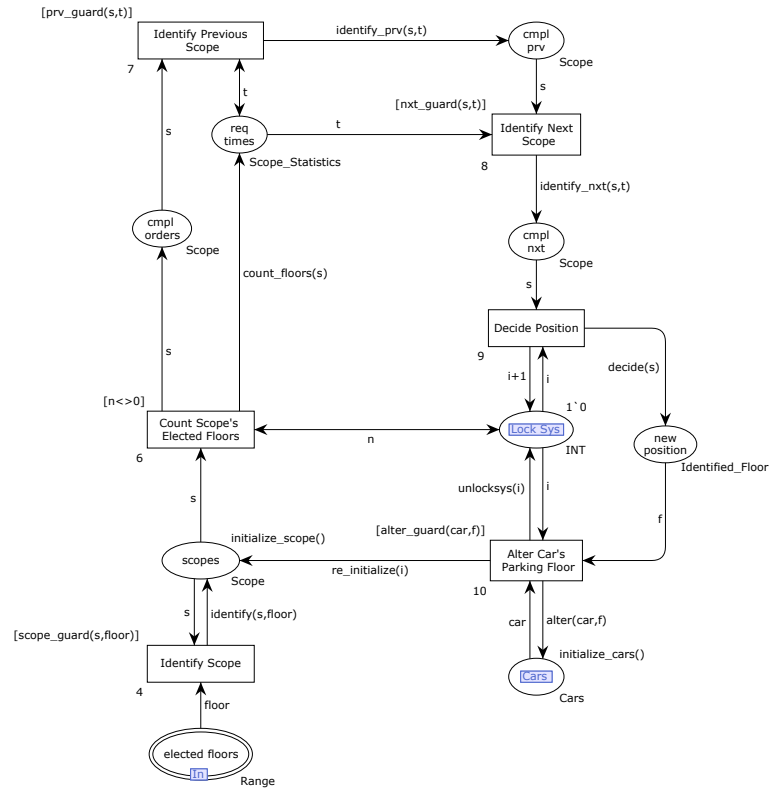 [prv_guard(s,t)]
Identify Previous
Scope
7
identify_prv(s,t)
cmpl
prv
Scope
s
t
s
[nxt_guard(s,t)]
req
times
Scope_Statistics
t
Identify Next
Scope
8
identify_nxt(s,t)
cmpl
orders
Scope
cmpl
nxt
Scope
count_floors(s)
s
Decide Position
9
s
i+1
i
decide(s)
[n<>0]
Count Scope's
Elected Floors
6
n
1`0
Lock Sys
INT
new
position
Identified_Floor
s
unlocksys(i)
i
f
initialize_scope()
scopes
Scope
re_initialize(i)
[alter_guard(car,f)]
Alter Car's
Parking Floor
10
s
identify(s,floor)
car
alter(car,f)
[scope_guard(s,floor)]
Identify Scope
4
initialize_cars()
Cars
Cars
floor
elected floors
In
Range